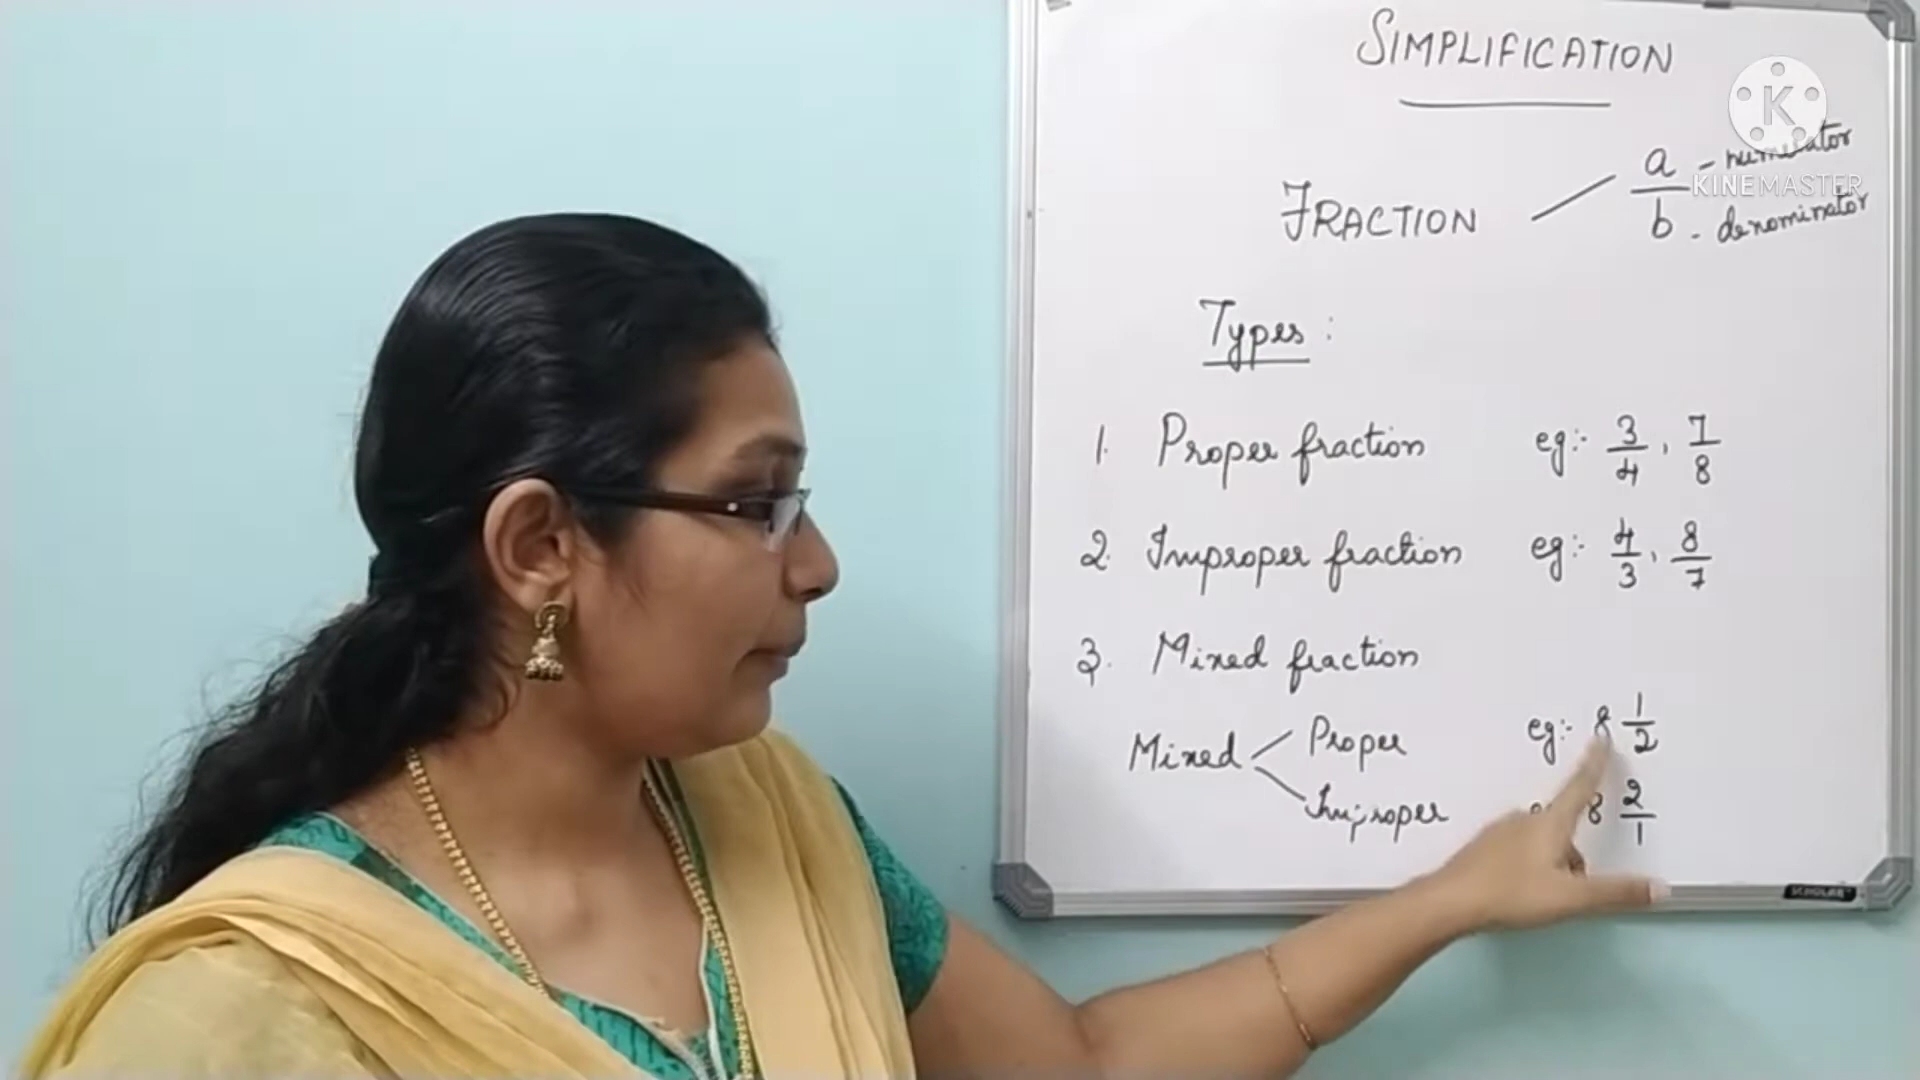 SIMPLIFICATION
FRACTION a/b - numerator
- denominator
KINEMASTER
Types :
1. Proper fraction eg:- 3/4, 7/8
2. Improper fraction eg:- 4/3, 8/7
3. Mixed fraction
Mixed Proper eg:- 8 1/2
Improper 8 2/1
SCHOLAR